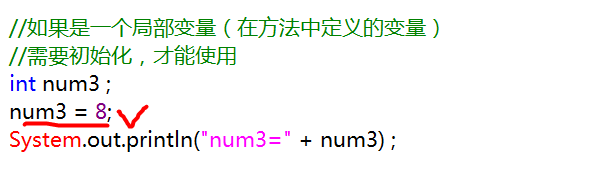 //如果是一个局部变量（在方法中定义的变量）
//需要初始化，才能使用
int num3 ;
num3 = 8;
System.out.println("num3=" + num3) ;